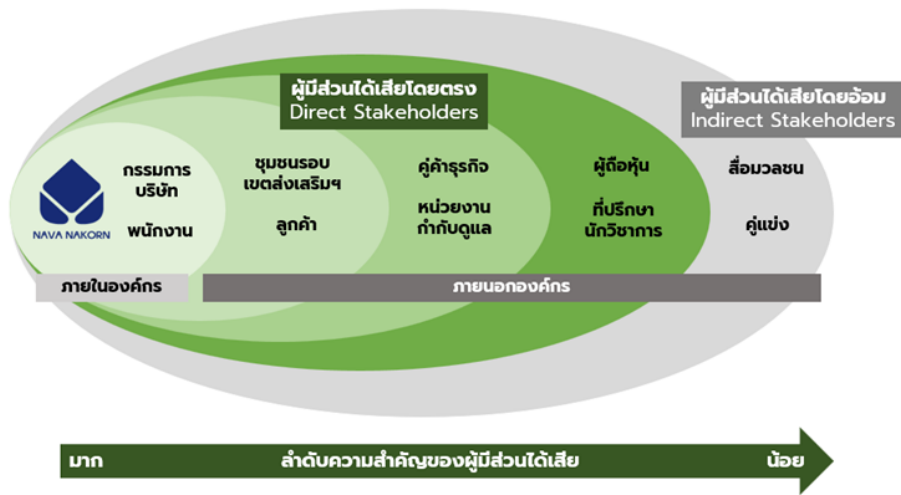 ผู้มีส่วนได้เสียโดยตรง
Direct Stakeholders
ผู้มีส่วนได้เสียโดยอ้อม
Indirect Stakeholders
NAVA NAKORN
กรรมการ
บริษัท
พนักงาน
ชุมชนรอบ
เขตส่งเสริมฯ
ลูกค้า
คู่ค้าธุรกิจ
หน่วยงาน
กำกับดูแล
ผู้ถือหุ้น
ที่ปรึกษา
นักวิชาการ
สื่อมวลชน
คู่แข่ง
ภายในองค์กร
ภายนอกองค์กร
มาก
ลำดับความสำคัญของผู้มีส่วนได้เสีย
น้อย